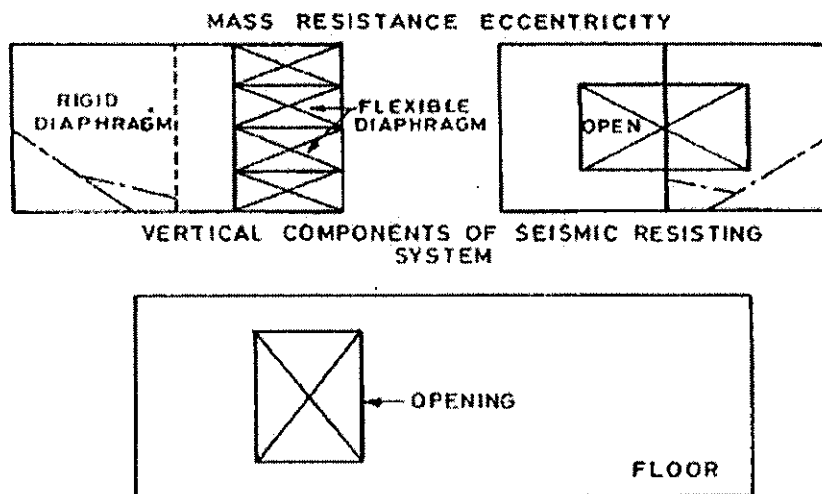 MASS RESISTANCE ECCENTRICITY
RIGID
DIAPHRAGM
FLEXIBLE
DIAPHRAGM
OPEN
VERTICAL COMPONENTS OF SEISMIC RESISTING
SYSTEM
OPENING
FLOOR